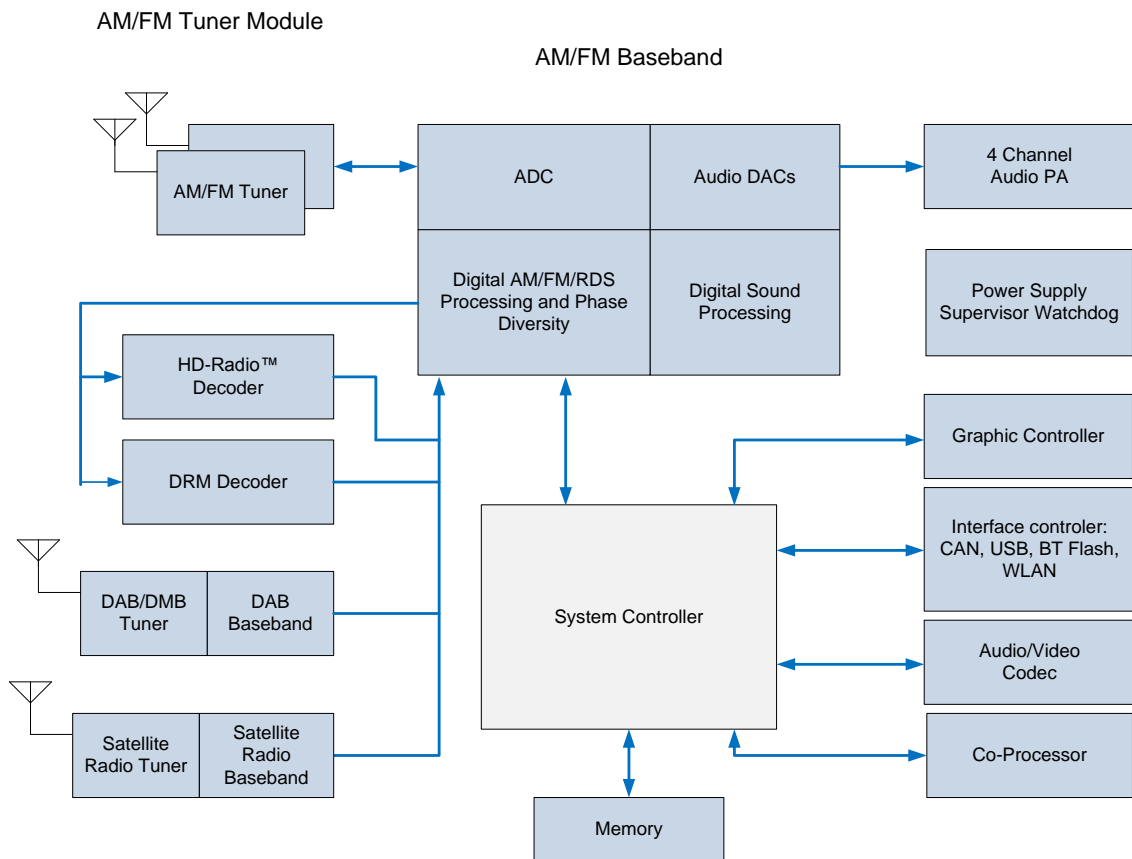 AM/FM Tuner Module
AM/FM Baseband
AM/FM Tuner
ADC
Audio DACs
4 Channel
Audio PA
Digital AM/FM/RDS
Processing and Phase
Diversity
Digital Sound
Processing
Power Supply
Supervisor Watchdog
HD-Radio™
Decoder
DRM Decoder
Graphic Controller
Interface controler:
CAN, USB, BT Flash,
WLAN
DAB/DMB
Tuner
DAB
Baseband
System Controller
Audio/Video
Codec
Satellite
Radio Tuner
Satellite
Radio
Baseband
Co-Processor
Memory